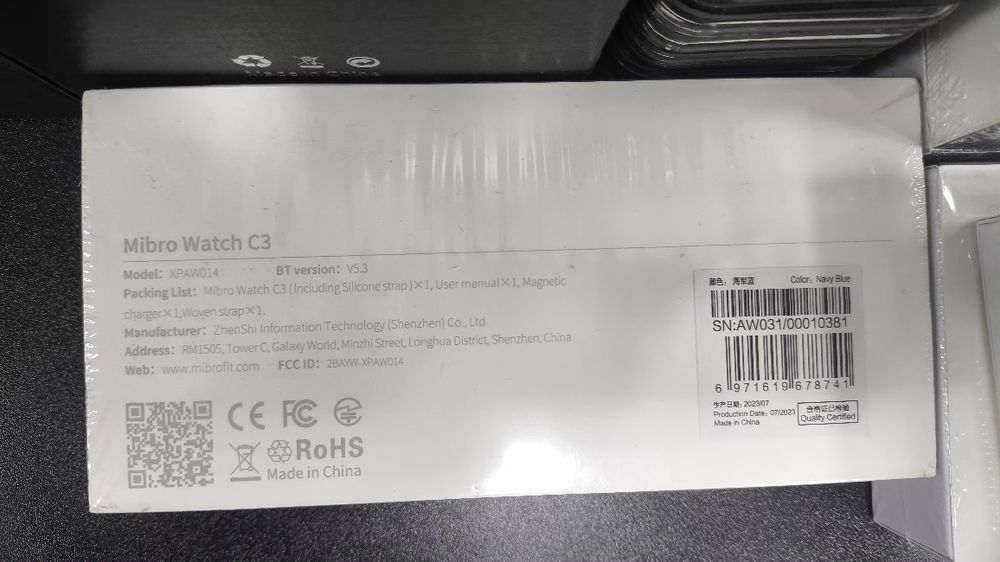 Made in China
Mibro Watch C3
Model: XPAW014 BT version: V5.3
Packing List: Mibro Watch C3 (Including Silicone strap)×1, User manual×1, Magnetic
charger×1,Woven strap×1.
Manufacturer: ZhenShi Information Technology (Shenzhen) Co., Ltd
Address: RM1505, Tower C, Galaxy World, Minzhi Street, Longhua District, Shenzhen, China
Web: www.mibrofit.com FCC ID: 2BAYW-XPAW014
CE FC
RoHS
Made in China
颜色: 海军蓝 Color: Navy Blue
SN:AW031/00010381
6 971619 678741
生产日期: 2023/07
Production Date: 07/2023
Made in China
合格证已检验
Quality Certified